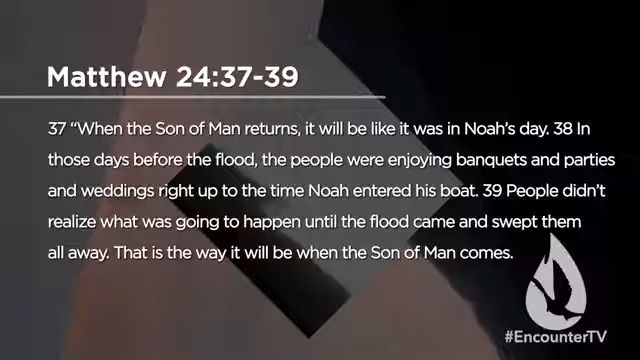 Matthew 24:37-39
37 “When the Son of Man returns, it will be like it was in Noah’s day. 38 In
those days before the flood, the people were enjoying banquets and parties
and weddings right up to the time Noah entered his boat. 39 People didn’t
realize what was going to happen until the flood came and swept them
all away. That is the way it will be when the Son of Man comes.
#EncounterTV